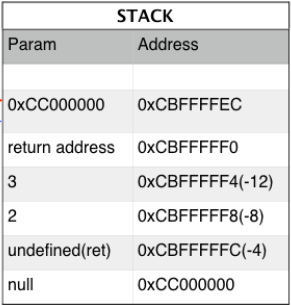 STACK
Param Address
0xCC000000 0xCBFFFFEC
return address 0xCBFFFFF0
3 0xCBFFFFF4(-12)
2 0xCBFFFFF8(-8)
undefined(ret) 0xCBFFFFFC(-4)
null 0xCC000000